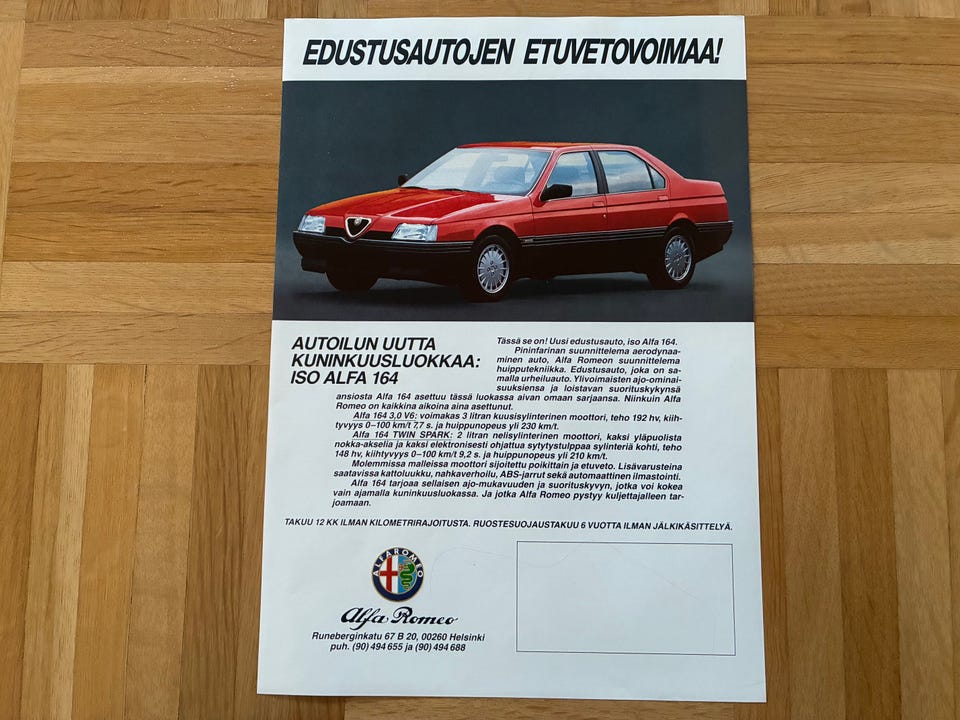 EDUSTUSAUTOJEN ETUVETOVOIMAA!
AUTOILUN UUTTA
KUNINKUUSLUOKKAA:
ISO ALFA 164
Tässä se on! Uusi edustusauto, iso Alfa 164.
Pininfarinan suunnittelema aerodynaa-
minen auto, Alfa Romeon suunnittelema
huipputekniikka. Edustusauto, joka on sa-
malla urheiluauto. Ylivoimaisten ajo-ominai-
suuksiensa ja loistavan suorituskykynsä
ansiosta Alfa 164 asettuu tässä luokassa aivan omaan sarjaansa. Niinkuin Alfa
Romeo on kaikkina aikoina aina asettunut.
Alfa 164 3,0 V6: voimakas 3 litran kuusisylinterinen moottori, teho 192 hv, kiih-
tyvyys 0–100 km/t 7,7 s. ja huippunopeus yli 230 km/t.
Alfa 164 TWIN SPARK: 2 litran nelisylinterinen moottori, kaksi yläpuolista
nokka-akselia ja kaksi elektronisesti ohjattua sytytystulppaa sylinteriä kohti, teho
148 hv, kiihtyvyys 0–100 km/t 9,2 s. ja huippunopeus yli 210 km/t.
Molemmissa malleissa moottori sijoitettu poikittain ja etuveto. Lisävarusteina
saatavissa kattoluukku, nahkaverhoilu, ABS-jarrut sekä automaattinen ilmastointi.
Alfa 164 tarjoaa sellaisen ajo-mukavuuden ja suorituskyvyn, jotka voi kokea
vain ajamalla kuninkuusluokassa. Ja jotka Alfa Romeo pystyy kuljettajalleen tar-
joamaan.
TAKUU 12 KK ILMAN KILOMETRIRAJOITUSTA. RUOSTESUOJAUSTAKUU 6 VUOTTA ILMAN JÄLKIKÄSITTELYÄ.
ALFA ROMEO
Alfa Romeo
Runeberginkatu 67 B 20, 00260 Helsinki
puh. (90) 494 655 ja (90) 494 688